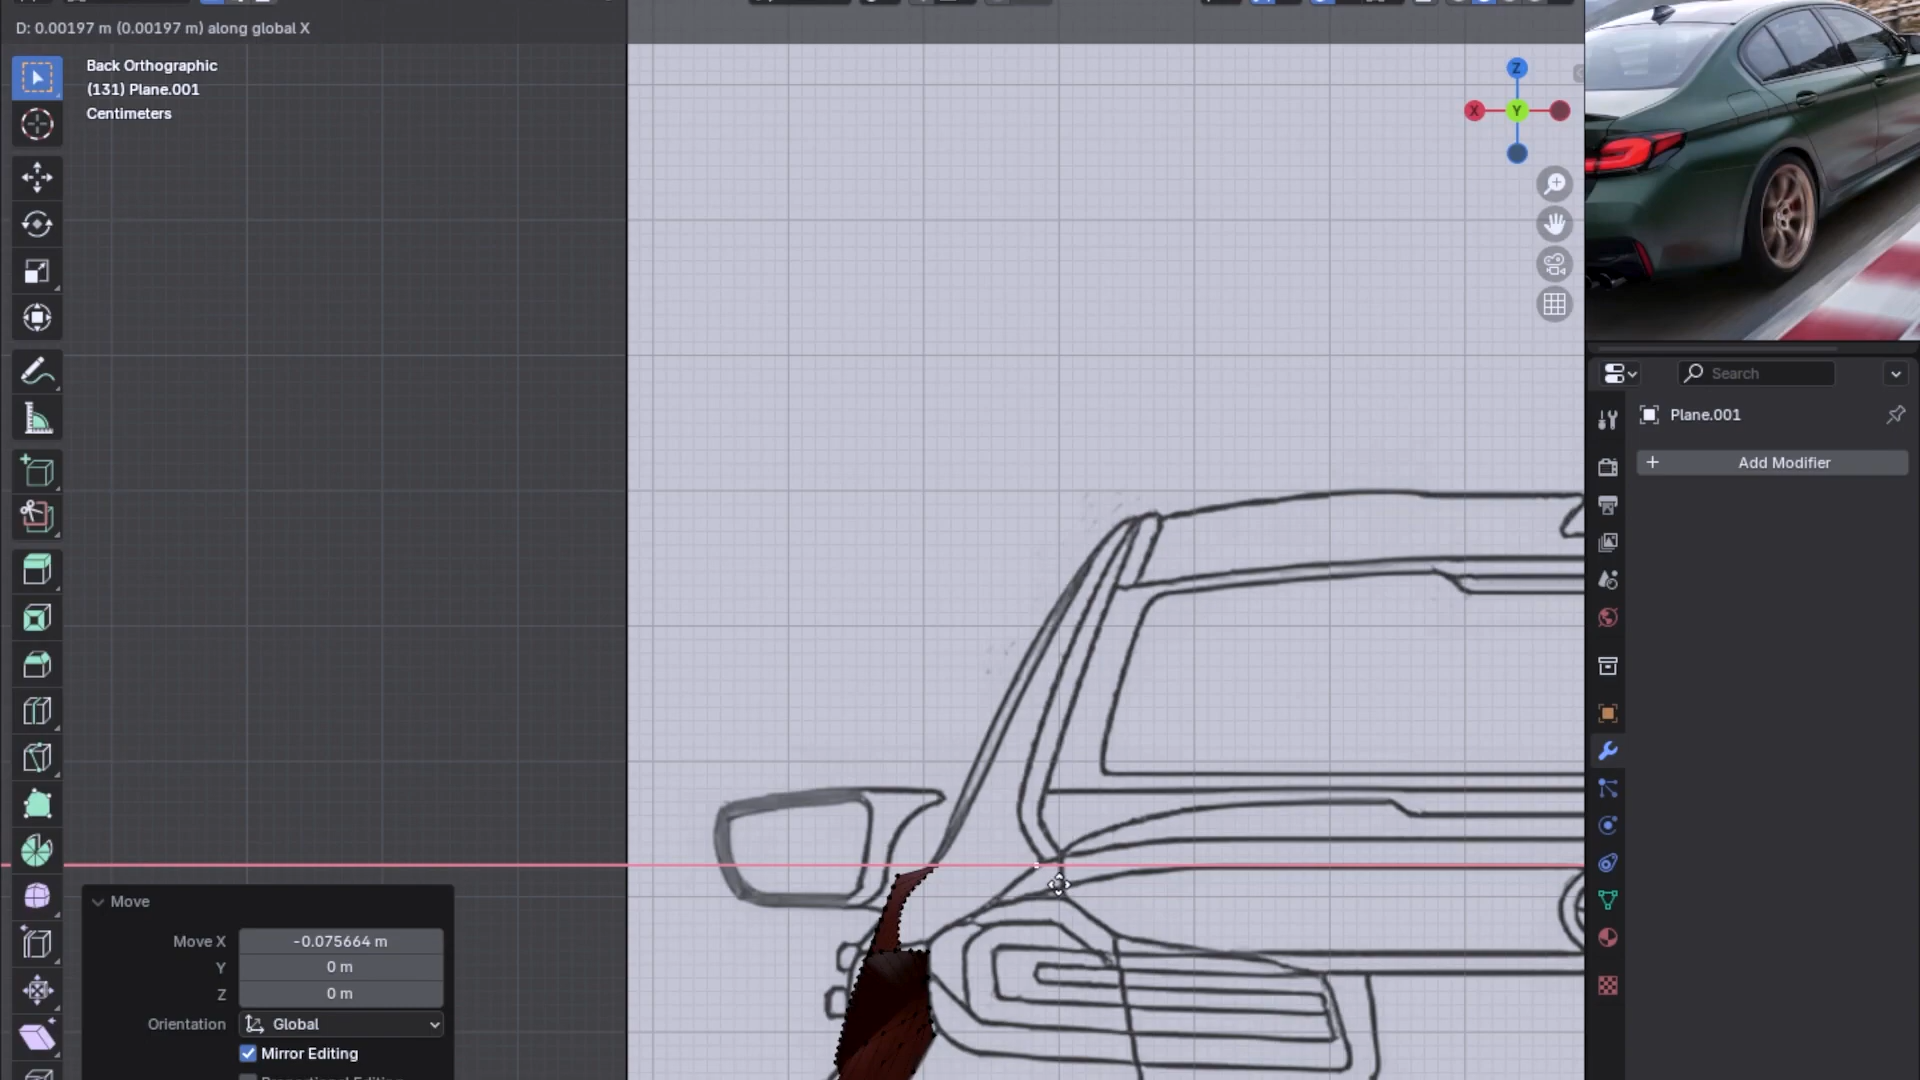 D: 0.00197 m (0.00197 m) along global X
Back Orthographic
(131) Plane.001
Centimeters
Z
X
Y
Search
Plane.001
Add Modifier
Move
Move X -0.075664 m
Y 0 m
Z 0 m
Orientation Global
Mirror Editing